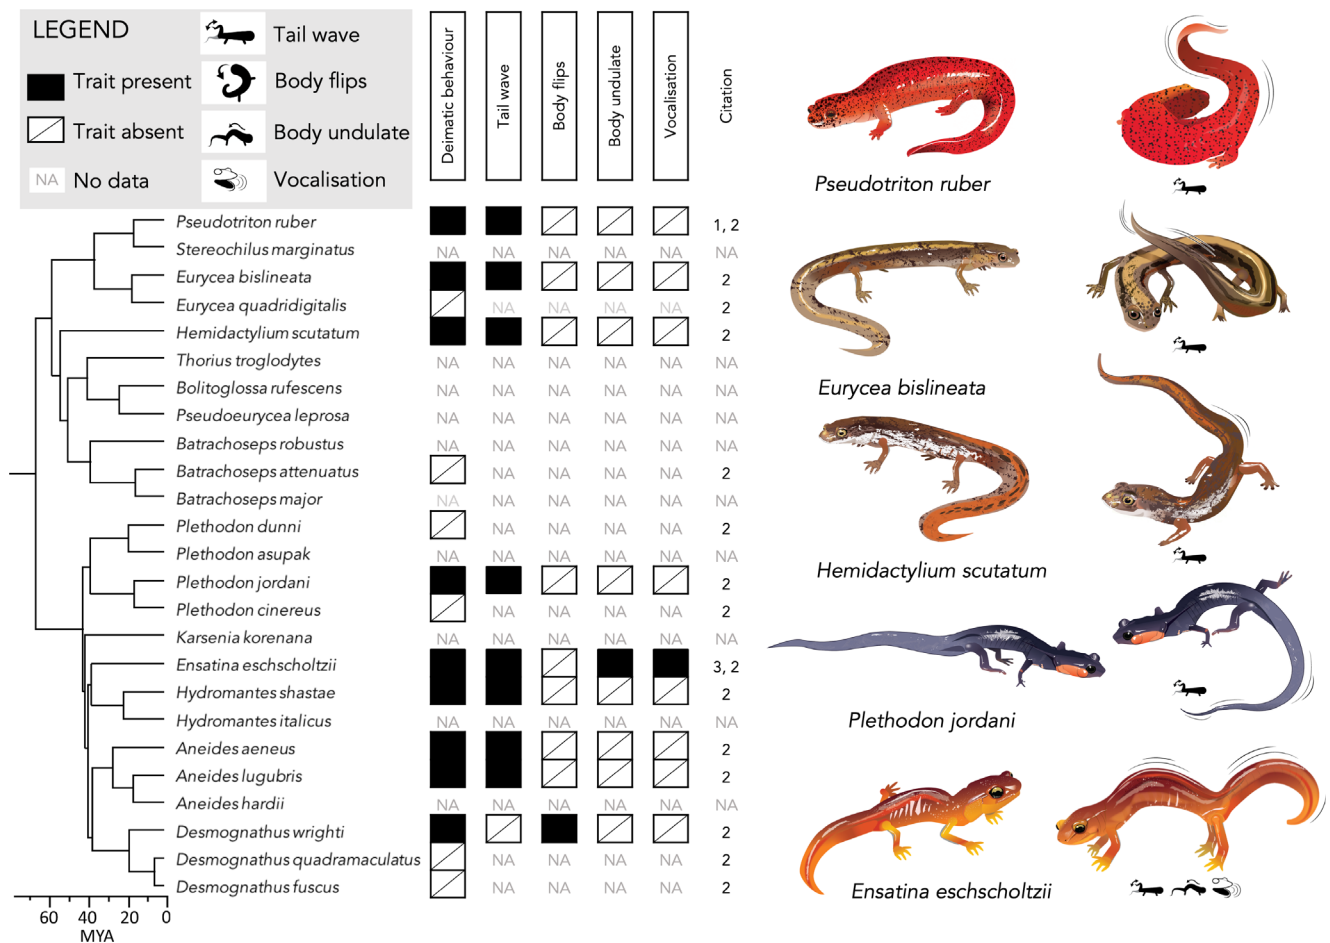 LEGEND
Trait present
Trait absent
NA No data
Tail wave
Body flips
Body undulate
Vocalisation
Deimatic behaviour
Tail wave
Body flips
Body undulate
Vocalisation
Citation
Pseudotriton ruber 1, 2
Stereochilus marginatus NA NA NA NA NA NA
Eurycea bislineata 2
Eurycea quadridigitalis NA NA NA NA 2
Hemidactylium scutatum 2
Thorius troglodytes NA NA NA NA NA NA
Bolitoglossa rufescens NA NA NA NA NA NA
Pseudoeurycea leprosa NA NA NA NA NA NA
Batrachoseps robustus NA NA NA NA NA NA
Batrachoseps attenuatus NA NA NA NA 2
Batrachoseps major NA NA NA NA NA NA
Plethodon dunni NA NA NA NA 2
Plethodon asupak NA NA NA NA NA NA
Plethodon jordani 2
Plethodon cinereus NA NA NA NA 2
Karsenia korenana NA NA NA NA NA NA
Ensatina eschscholtzii 3, 2
Hydromantes shastae 2
Hydromantes italicus NA NA NA NA NA NA
Aneides aeneus 2
Aneides lugubris 2
Aneides hardii NA NA NA NA NA NA
Desmognathus wrighti 2
Desmognathus quadramaculatus NA NA NA NA 2
Desmognathus fuscus NA NA NA NA 2
60 40 20 0
MYA
Pseudotriton ruber
Eurycea bislineata
Hemidactylium scutatum
Plethodon jordani
Ensatina eschscholtzii